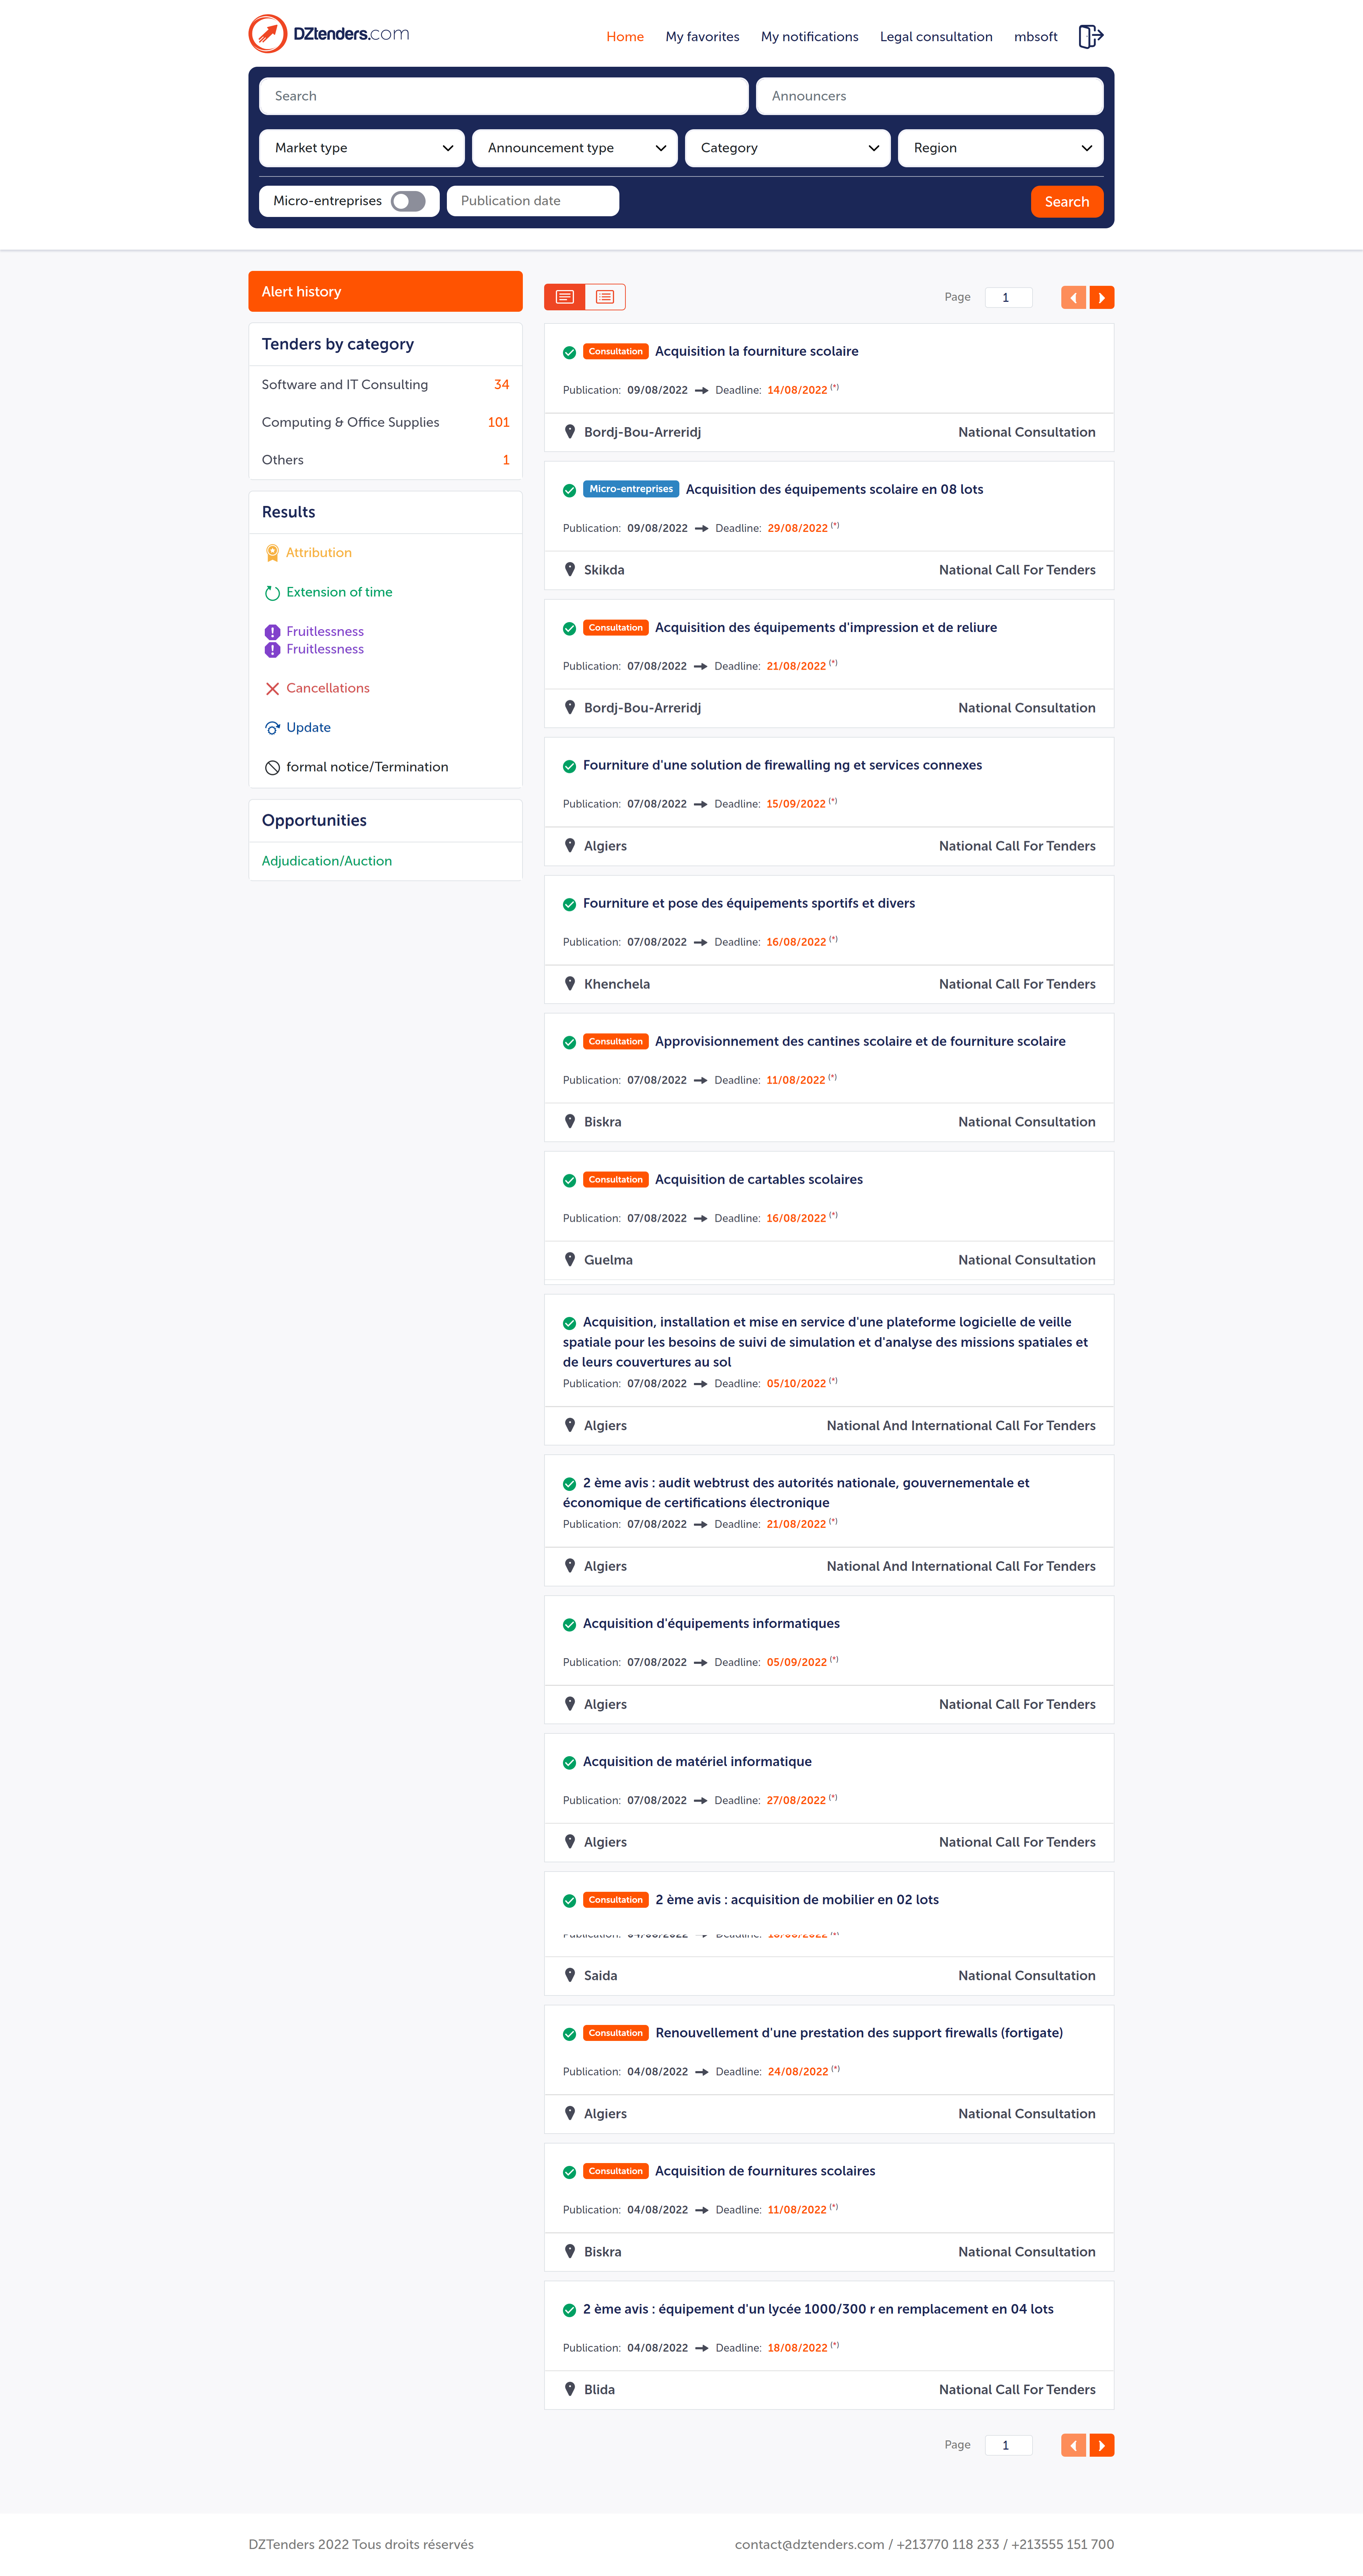 DZtenders.com
Home My favorites My notifications Legal consultation mbsoft
Search Announcers
Market type Announcement type Category Region
Micro-entreprises Publication date Search
Alert history
Tenders by category
Software and IT Consulting 34
Computing & Office Supplies 101
Others 1
Results
Attribution
Extension of time
Fruitlessness
Fruitlessness
Cancellations
Update
formal notice/Termination
Opportunities
Adjudication/Auction
Page 1
Consultation Acquisition la fourniture scolaire
Publication: 09/08/2022 Deadline: 14/08/2022 (*)
Bordj-Bou-Arreridj National Consultation
Micro-entreprises Acquisition des équipements scolaire en 08 lots
Publication: 09/08/2022 Deadline: 29/08/2022 (*)
Skikda National Call For Tenders
Consultation Acquisition des équipements d'impression et de reliure
Publication: 07/08/2022 Deadline: 21/08/2022 (*)
Bordj-Bou-Arreridj National Consultation
Fourniture d'une solution de firewalling ng et services connexes
Publication: 07/08/2022 Deadline: 15/09/2022 (*)
Algiers National Call For Tenders
Fourniture et pose des équipements sportifs et divers
Publication: 07/08/2022 Deadline: 16/08/2022 (*)
Khenchela National Call For Tenders
Consultation Approvisionnement des cantines scolaire et de fourniture scolaire
Publication: 07/08/2022 Deadline: 11/08/2022 (*)
Biskra National Consultation
Consultation Acquisition de cartables scolaires
Publication: 07/08/2022 Deadline: 16/08/2022 (*)
Guelma National Consultation
Acquisition, installation et mise en service d'une plateforme logicielle de veille
spatiale pour les besoins de suivi de simulation et d'analyse des missions spatiales et
de leurs couvertures au sol
Publication: 07/08/2022 Deadline: 05/10/2022 (*)
Algiers National And International Call For Tenders
2 ème avis : audit webtrust des autorités nationale, gouvernementale et
économique de certifications électronique
Publication: 07/08/2022 Deadline: 21/08/2022 (*)
Algiers National And International Call For Tenders
Acquisition d'équipements informatiques
Publication: 07/08/2022 Deadline: 05/09/2022 (*)
Algiers National Call For Tenders
Acquisition de matériel informatique
Publication: 07/08/2022 Deadline: 27/08/2022 (*)
Algiers National Call For Tenders
Consultation 2 ème avis : acquisition de mobilier en 02 lots
Saida National Consultation
Consultation Renouvellement d'une prestation des support firewalls (fortigate)
Publication: 04/08/2022 Deadline: 24/08/2022 (*)
Algiers National Consultation
Consultation Acquisition de fournitures scolaires
Publication: 04/08/2022 Deadline: 11/08/2022 (*)
Biskra National Consultation
2 ème avis : équipement d'un lycée 1000/300 r en remplacement en 04 lots
Publication: 04/08/2022 Deadline: 18/08/2022 (*)
Blida National Call For Tenders
Page 1
DZTenders 2022 Tous droits réservés contact@dztenders.com / +213770 118 233 / +213555 151 700